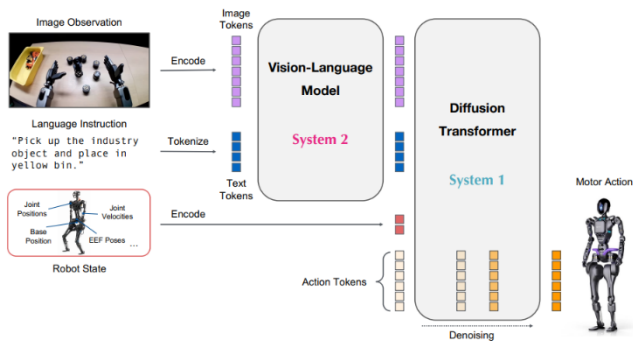 Image Observation
Encode
Image
Tokens
Vision-Language
Model
System 2
Diffusion
Transformer
System 1
Language Instruction
“Pick up the industry
object and place in
yellow bin.”
Tokenize
Text
Tokens
Motor Action
Joint
Positions
Joint
Velocities
Base
Position
EEF Poses ...
Encode
Robot State
Action Tokens
Denoising